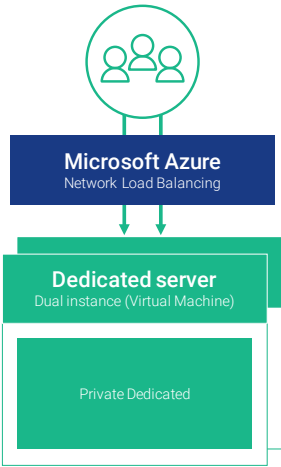 Microsoft Azure
Network Load Balancing
Dedicated server
Dual instance (Virtual Machine)
Private Dedicated